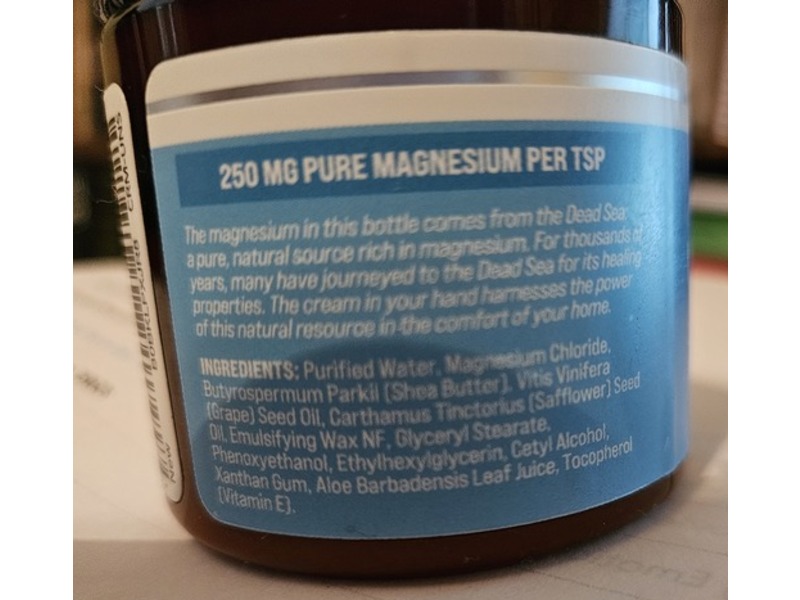 250 MG PURE MAGNESIUM PER TSP
The magnesium in this bottle comes from the Dead Sea:
a pure, natural source rich in magnesium. For thousands of
years, many have journeyed to the Dead Sea for its healing
properties. The cream in your hand harnesses the power
of this natural resource in the comfort of your home.
INGREDIENTS: Purified Water, Magnesium Chloride,
Butyrospermum Parkii (Shea Butter), Vitis Vinifera
(Grape) Seed Oil, Carthamus Tinctorius (Safflower) Seed
Oil, Emulsifying Wax NF, Glyceryl Stearate,
Phenoxyethanol, Ethylhexylglycerin, Cetyl Alcohol,
Xanthan Gum, Aloe Barbadensis Leaf Juice, Tocopherol
(Vitamin E).
CRM-UNS
New